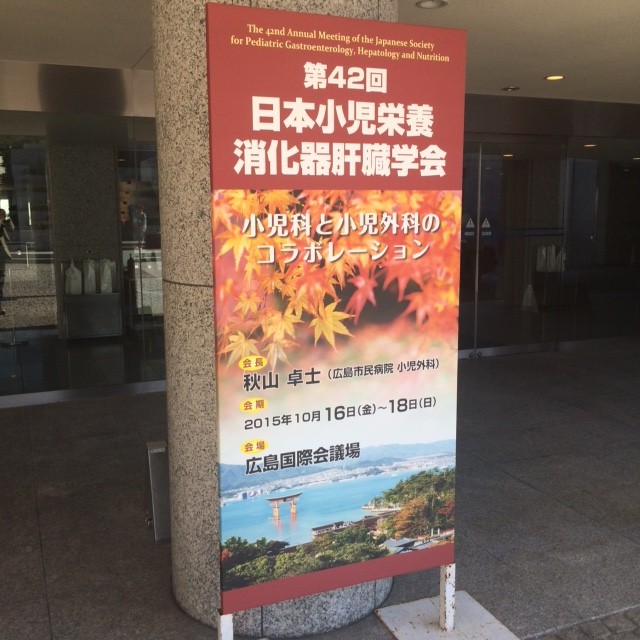 The 42nd Annual Meeting of the Japanese Society
for Pediatric Gastroenterology, Hepatology and Nutrition
第42回
日本小児栄養
消化器肝臓学会
小児科と小児外科の
コラボレーション
会長
秋山 卓士（広島市民病院 小児外科）
会期
2015年10月16日(金)～18日(日)
会場
広島国際会議場